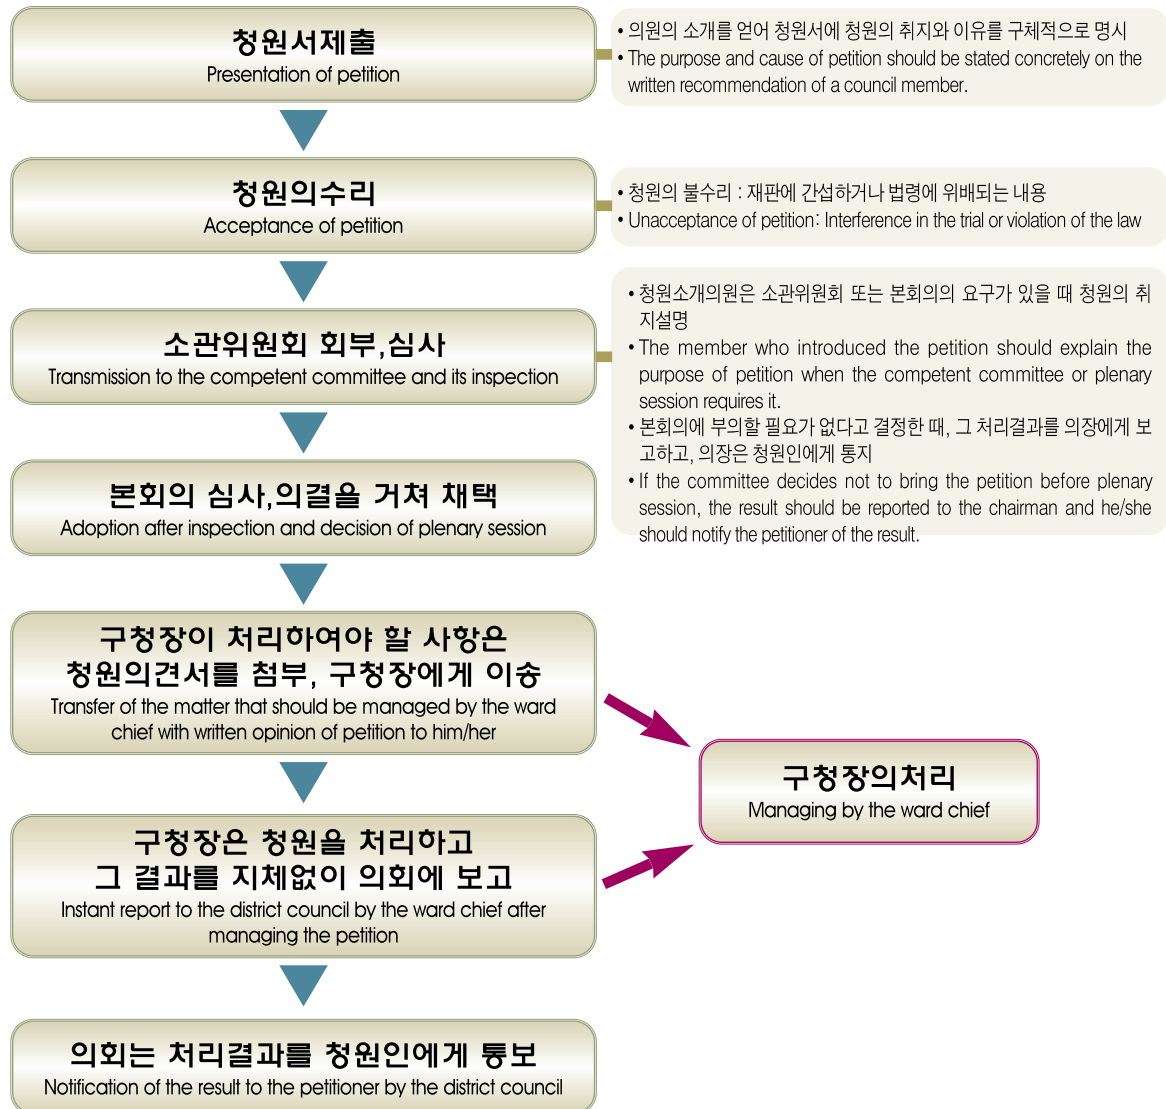 청원서제출
Presentation of petition
• 의원의 소개를 얻어 청원서에 청원의 취지와 이유를 구체적으로 명시
• The purpose and cause of petition should be stated concretely on the
written recommendation of a council member.
청원의수리
Acceptance of petition
• 청원의 불수리 : 재판에 간섭하거나 법령에 위배되는 내용
• Unacceptance of petition: Interference in the trial or violation of the law
소관위원회 회부,심사
Transmission to the competent committee and its inspection
• 청원소개의원은 소관위원회 또는 본회의의 요구가 있을 때 청원의 취
지설명
• The member who introduced the petition should explain the
purpose of petition when the competent committee or plenary
session requires it.
• 본회의에 부의할 필요가 없다고 결정한 때, 그 처리결과를 의장에게 보
고하고, 의장은 청원인에게 통지
• If the committee decides not to bring the petition before plenary
session, the result should be reported to the chairman and he/she
should notify the petitioner of the result.
본회의 심사,의결을 거쳐 채택
Adoption after inspection and decision of plenary session
구청장이 처리하여야 할 사항은
청원의견서를 첨부, 구청장에게 이송
Transfer of the matter that should be managed by the ward
chief with written opinion of petition to him/her
구청장의처리
Managing by the ward chief
구청장은 청원을 처리하고
그 결과를 지체없이 의회에 보고
Instant report to the district council by the ward chief after
managing the petition
의회는 처리결과를 청원인에게 통보
Notification of the result to the petitioner by the district council